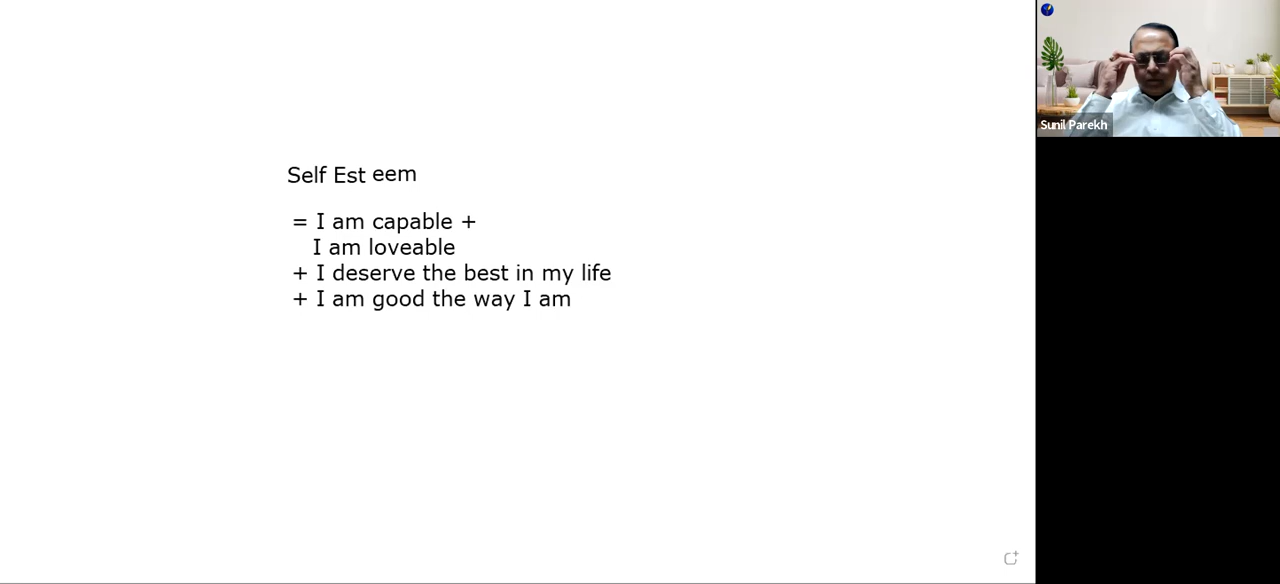 Self Est eem
= I am capable +
I am loveable
+ I deserve the best in my life
+ I am good the way I am
Sunil Parekh